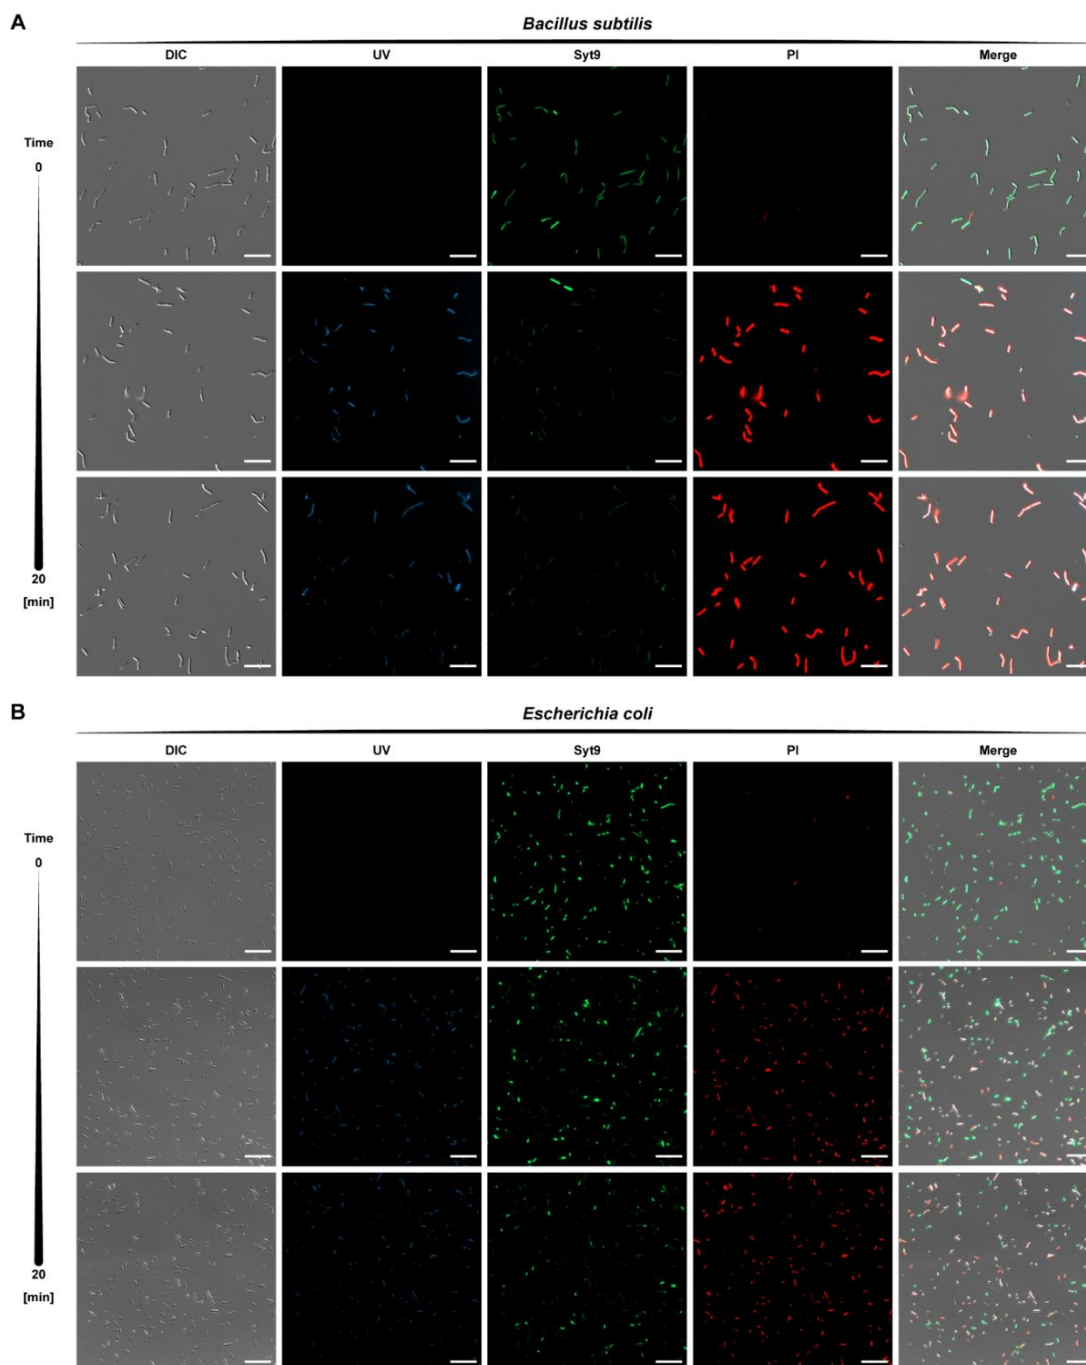 A
Bacillus subtilis
DIC UV Syt9 PI Merge
Time
0
20
[min]
B
Escherichia coli
DIC UV Syt9 PI Merge
Time
0
20
[min]